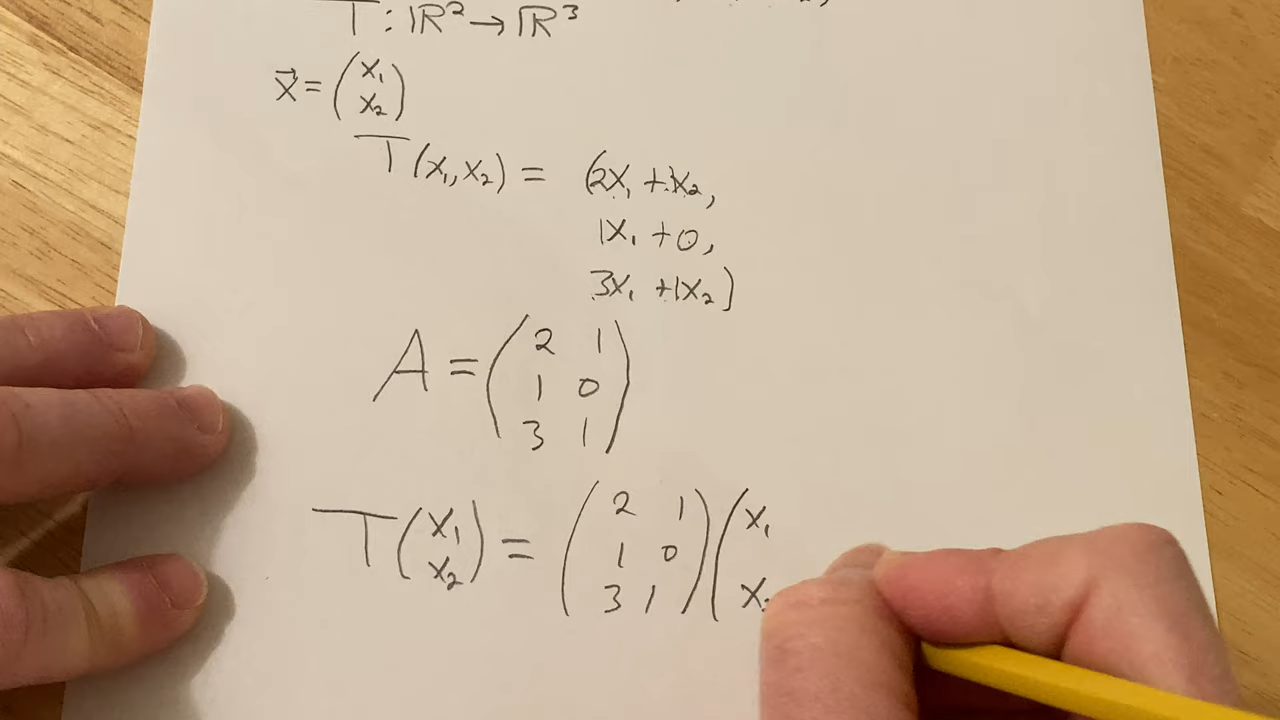 T : ℝ² → ℝ³
x⃗ = (x₁
x₂)
T(x₁, x₂) = (2x₁ + 1x₂,
1x₁ + 0,
3x₁ + 1x₂)
A = (2 1
1 0
3 1)
T(x₁
x₂) = (2 1
1 0
3 1)(x₁
x₂